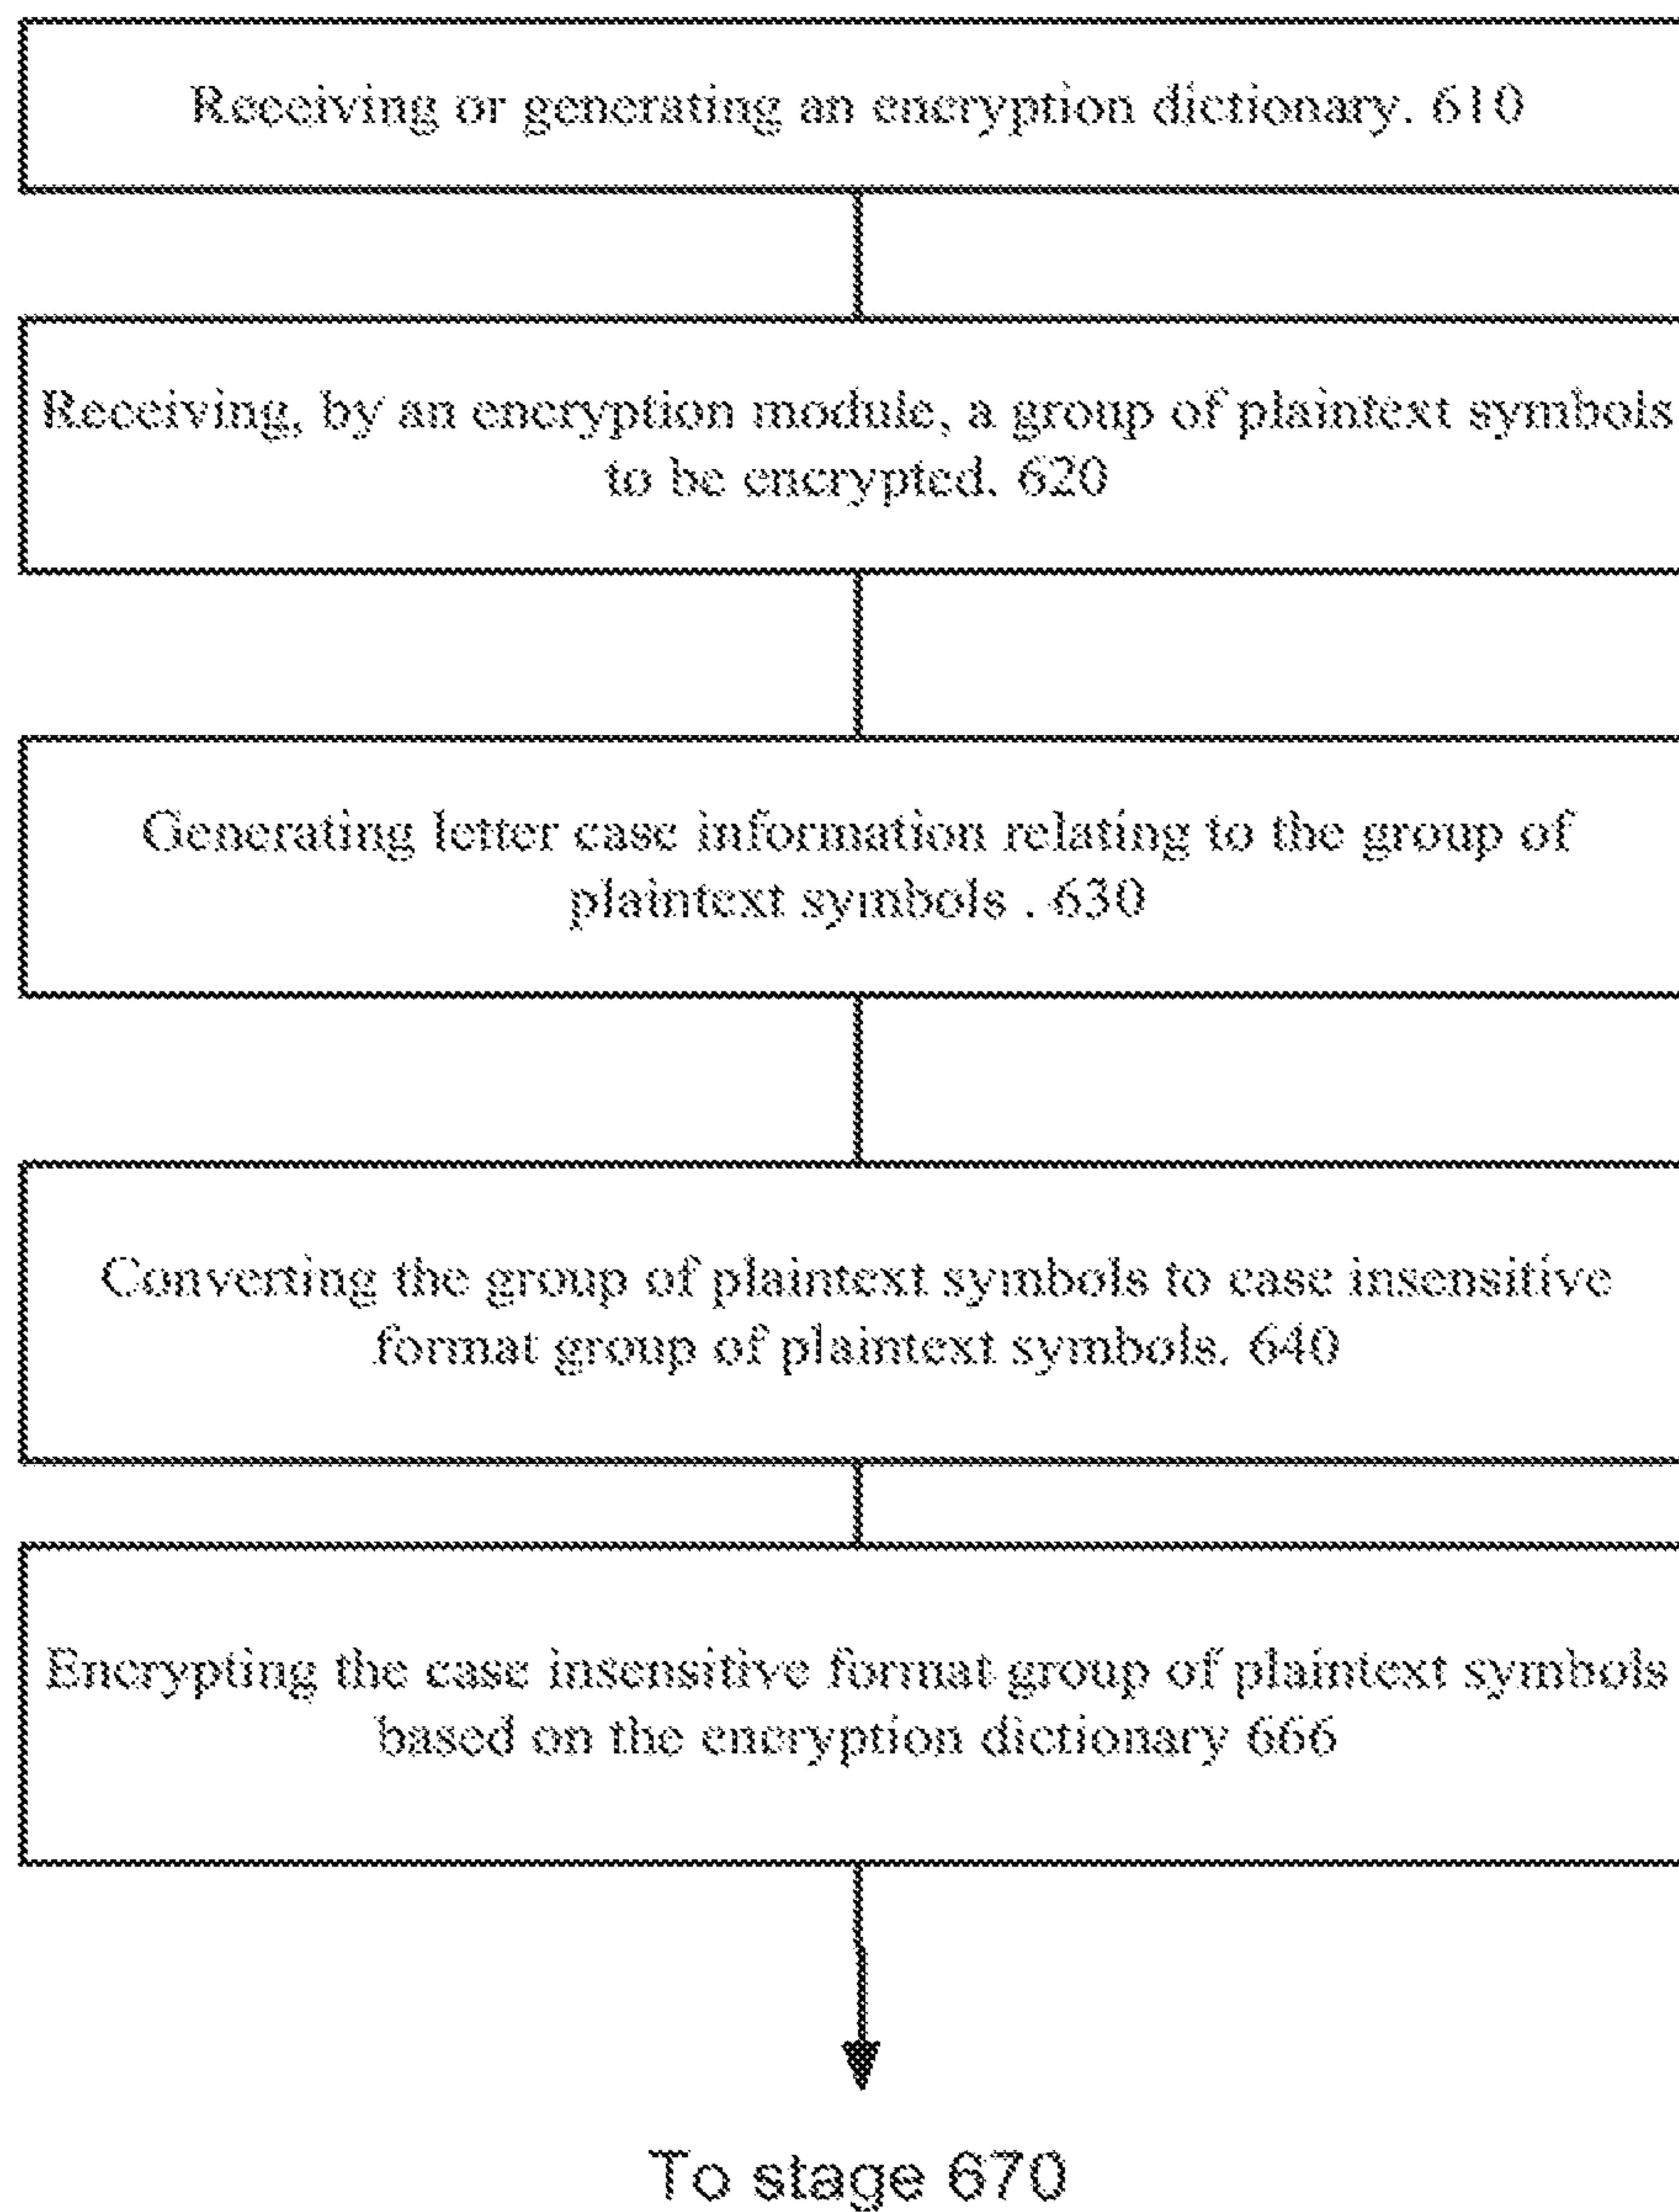 Receiving or generating an encryption dictionary. 610
Receiving, by an encryption module, a group of plaintext symbols
to be encrypted. 620
Generating letter case information relating to the group of
plaintext symbols . 630
Converting the group of plaintext symbols to case insensitive
format group of plaintext symbols. 640
Encrypting the case insensitive format group of plaintext symbols
based on the encryption dictionary 666
To stage 670